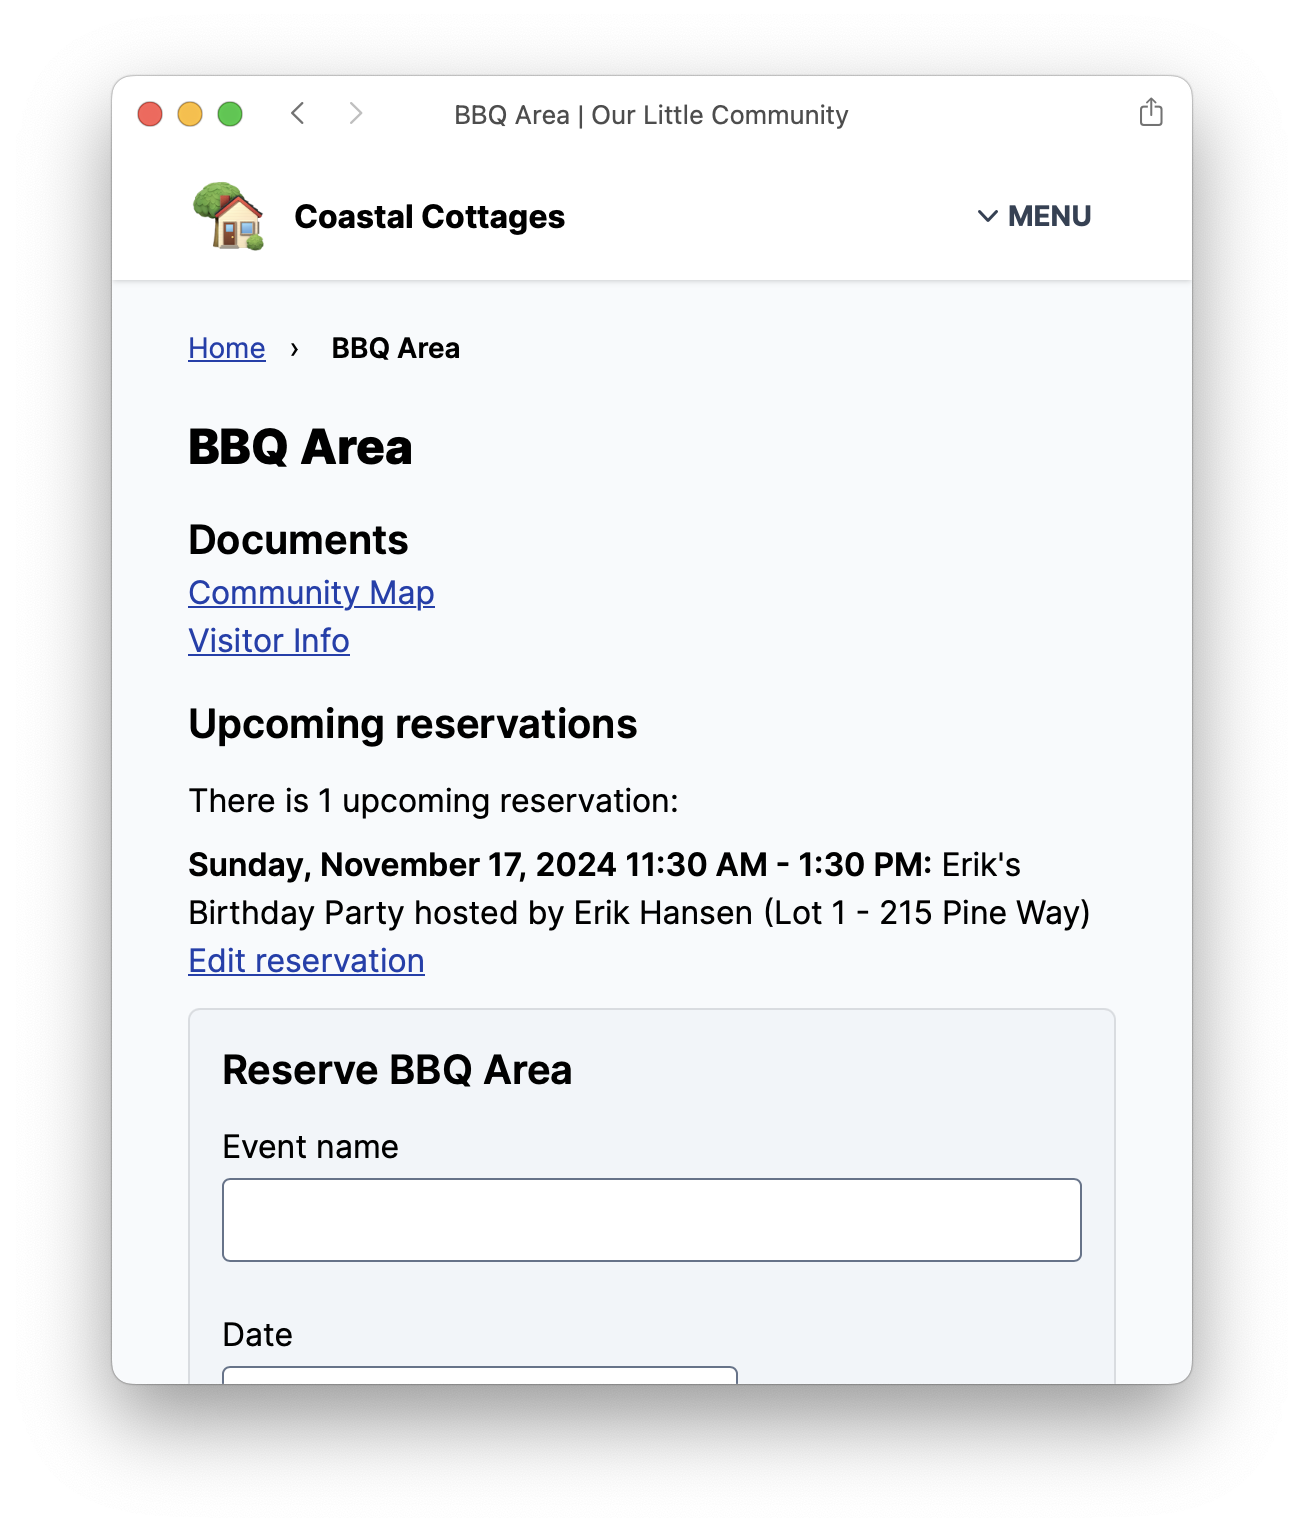 BBQ Area | Our Little Community
Coastal Cottages
MENU
Home › BBQ Area
BBQ Area
Documents
Community Map
Visitor Info
Upcoming reservations
There is 1 upcoming reservation:
Sunday, November 17, 2024 11:30 AM - 1:30 PM: Erik's
Birthday Party hosted by Erik Hansen (Lot 1 - 215 Pine Way)
Edit reservation
Reserve BBQ Area
Event name
Date